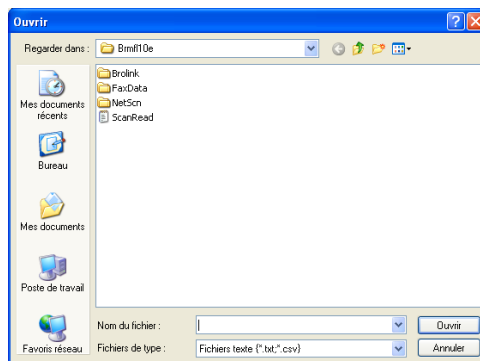 Ouvrir
Regarder dans :
Brmfl10e
Mes documents
récents
Bureau
Mes documents
Poste de travail
Favoris réseau
Brolink
FaxData
NetScn
ScanRead
Nom du fichier :
Ouvrir
Fichiers de type :
Fichiers texte {*.txt;*.csv}
Annuler